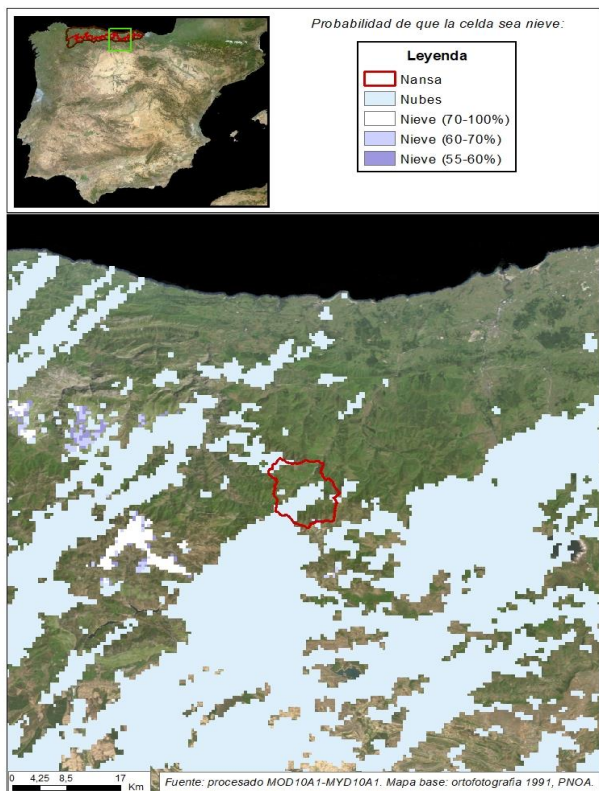 Probabilidad de que la celda sea nieve:
Leyenda
Nansa
Nubes
Nieve (70-100%)
Nieve (60-70%)
Nieve (55-60%)
0 4,25 8,5 17
Km
Fuente: procesado MOD10A1-MYD10A1. Mapa base: ortofotografía 1991, PNOA.